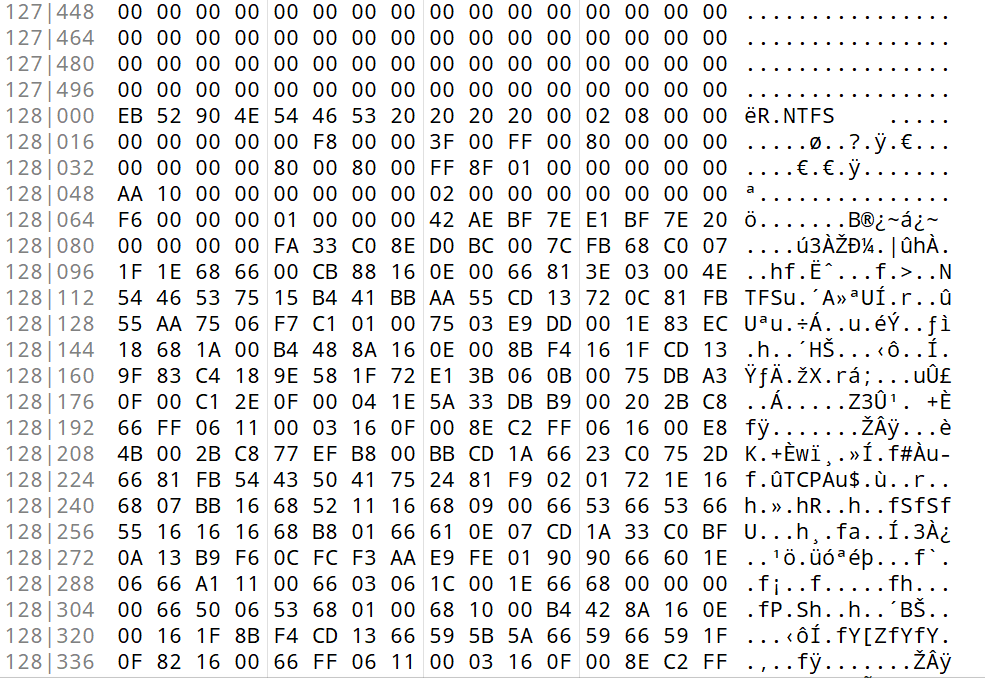 127|448 00 00 00 00 00 00 00 00 00 00 00 00 00 00 00 00 ................
127|464 00 00 00 00 00 00 00 00 00 00 00 00 00 00 00 00 ................
127|480 00 00 00 00 00 00 00 00 00 00 00 00 00 00 00 00 ................
127|496 00 00 00 00 00 00 00 00 00 00 00 00 00 00 00 00 ................
128|000 EB 52 90 4E 54 46 53 20 20 20 20 00 02 08 00 00 ëR.NTFS    .....
128|016 00 00 00 00 00 F8 00 00 3F 00 FF 00 80 00 00 00 .....ø..?.ÿ.€...
128|032 00 00 00 00 80 00 80 00 FF 8F 01 00 00 00 00 00 ....€.€.ÿ.......
128|048 AA 10 00 00 00 00 00 00 02 00 00 00 00 00 00 00 ª...............
128|064 F6 00 00 00 01 00 00 00 42 AE BF 7E E1 BF 7E 20 ö.......B®¿~á¿~
128|080 00 00 00 00 FA 33 C0 8E D0 BC 00 7C FB 68 C0 07 ....ú3ÀŽÐ¼.|ûhÀ.
128|096 1F 1E 68 66 00 CB 88 16 0E 00 66 81 3E 03 00 4E ..hf.Ëˆ...f.>..N
128|112 54 46 53 75 15 B4 41 BB AA 55 CD 13 72 0C 81 FB TFSu.´A»ªUÍ.r..û
128|128 55 AA 75 06 F7 C1 01 00 75 03 E9 DD 00 1E 83 EC Uªu.÷Á..u.éÝ..ƒì
128|144 18 68 1A 00 B4 48 8A 16 0E 00 8B F4 16 1F CD 13 .h..´HŠ...‹ô..Í.
128|160 9F 83 C4 18 9E 58 1F 72 E1 3B 06 0B 00 75 DB A3 ŸƒÄ.žX.rá;...uÛ£
128|176 0F 00 C1 2E 0F 00 04 1E 5A 33 DB B9 00 20 2B C8 ..Á.....Z3Û¹. +È
128|192 66 FF 06 11 00 03 16 0F 00 8E C2 FF 06 16 00 E8 fÿ.......ŽÂÿ...è
128|208 4B 00 2B C8 77 EF B8 00 BB CD 1A 66 23 C0 75 2D K.+Èwï¸.»Í.f#Àu-
128|224 66 81 FB 54 43 50 41 75 24 81 F9 02 01 72 1E 16 f.ûTCPAu$.ù..r..
128|240 68 07 BB 16 68 52 11 16 68 09 00 66 53 66 53 66 h.».hR..h..fSfSf
128|256 55 16 16 16 68 B8 01 66 61 0E 07 CD 1A 33 C0 BF U...h¸.fa..Í.3À¿
128|272 0A 13 B9 F6 0C FC F3 AA E9 FE 01 90 90 66 60 1E ..¹ö.üóªéþ...f`.
128|288 06 66 A1 11 00 66 03 06 1C 00 1E 66 68 00 00 00 .f¡..f.....fh...
128|304 00 66 50 06 53 68 01 00 68 10 00 B4 42 8A 16 0E .fP.Sh..h..´BŠ..
128|320 00 16 1F 8B F4 CD 13 66 59 5B 5A 66 59 66 59 1F ...‹ôÍ.fY[ZfYfY.
128|336 0F 82 16 00 66 FF 06 11 00 03 16 0F 00 8E C2 FF .‚..fÿ.......ŽÂÿ